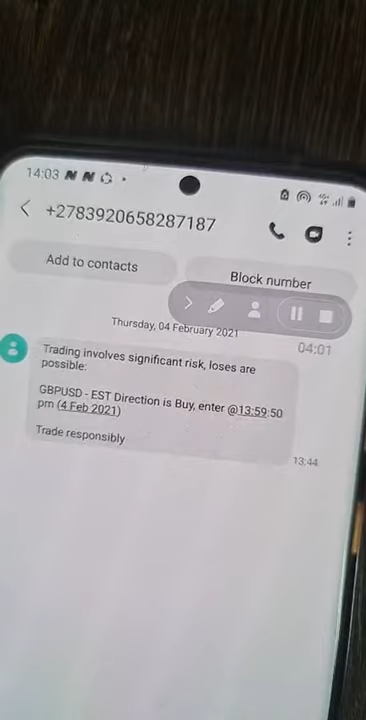 14:03 N N
+2783920658287187
Add to contacts
Block number
Thursday, 04 February 2021
04:01
Trading involves significant risk, loses are
possible:
GBPUSD - EST Direction is Buy, enter @13:59:50
pm (4 Feb 2021)
Trade responsibly
13:44